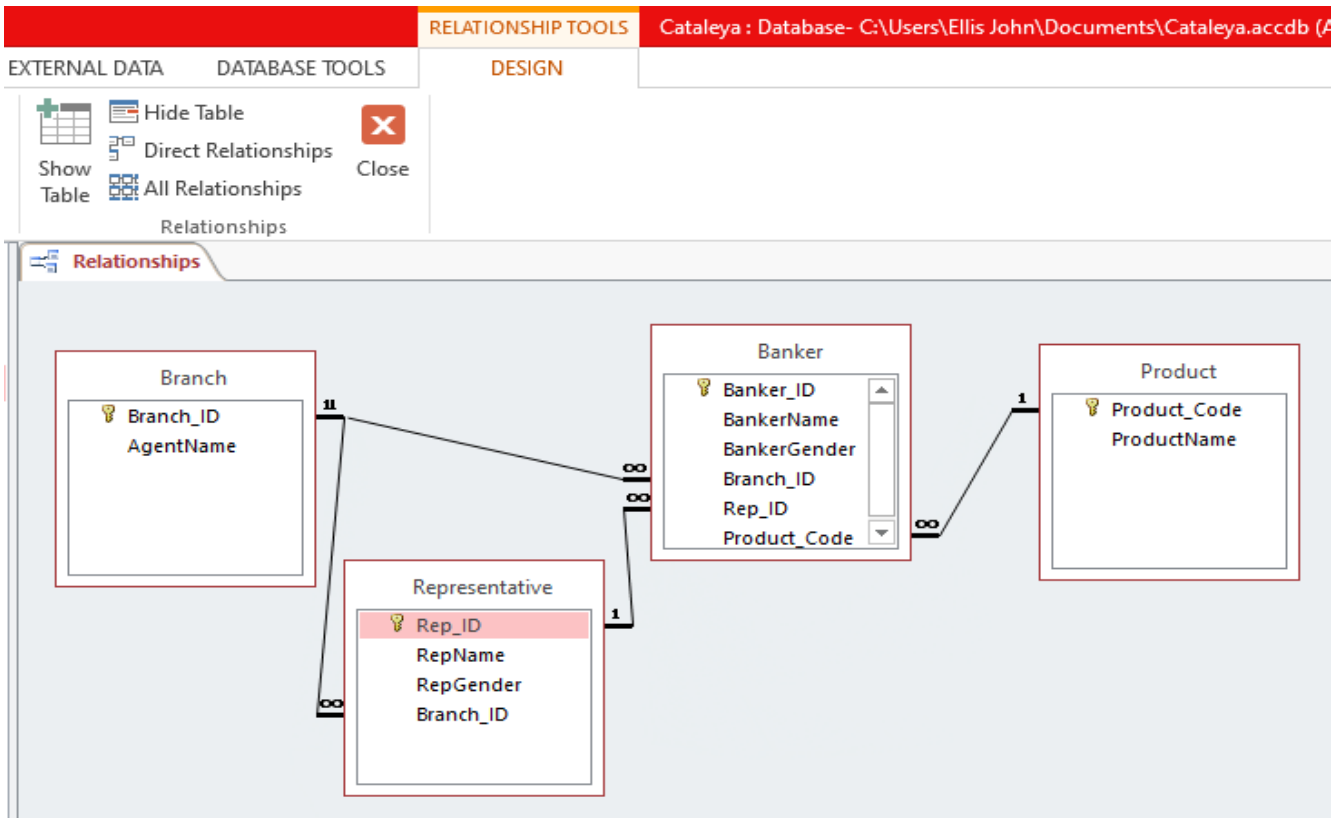 RELATIONSHIP TOOLS
Cataleya : Database- C:\Users\Ellis John\Documents\Cataleya.accdb (A
EXTERNAL DATA
DATABASE TOOLS
DESIGN
Show
Table
Hide Table
Direct Relationships
All Relationships
Close
Relationships
Relationships
Branch
Branch_ID
AgentName
11
∞
Representative
Rep_ID
RepName
RepGender
Branch_ID
1
∞
∞
Banker
Banker_ID
BankerName
BankerGender
Branch_ID
Rep_ID
Product_Code
∞
1
Product
Product_Code
ProductName